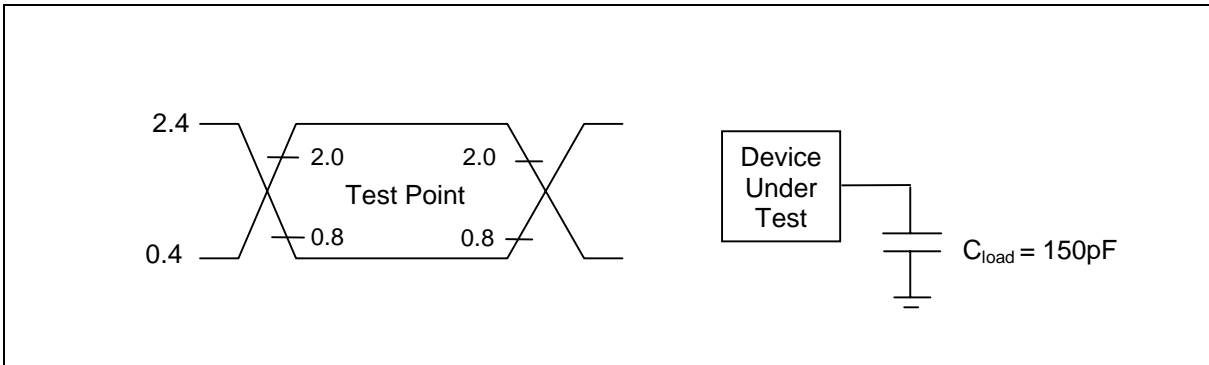 2.4
2.0
2.0
Test Point
0.8
0.8
0.4
Device
Under
Test
Cload = 150pF